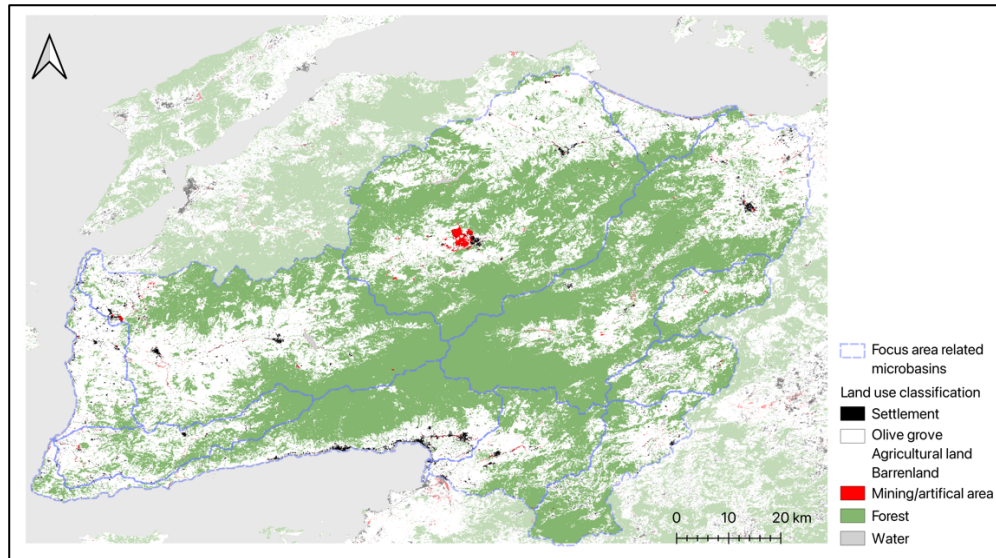 Focus area related
microbasins
Land use classification
Settlement
Olive grove
Agricultural land
Barrenland
Mining/artifical area
Forest
Water
0 10 20 km